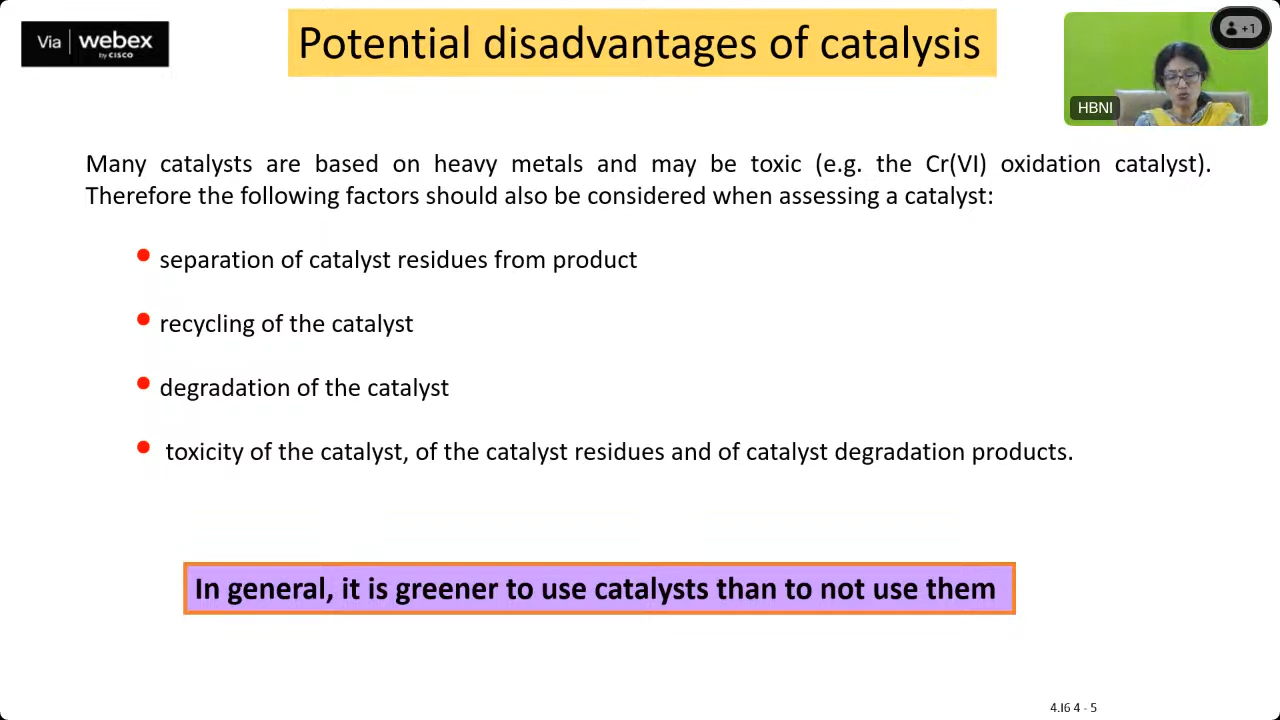 Via | webex
by CISCO
Potential disadvantages of catalysis
+1
HBNI
Many catalysts are based on heavy metals and may be toxic (e.g. the Cr(VI) oxidation catalyst).
Therefore the following factors should also be considered when assessing a catalyst:
• separation of catalyst residues from product
• recycling of the catalyst
• degradation of the catalyst
• toxicity of the catalyst, of the catalyst residues and of catalyst degradation products.
In general, it is greener to use catalysts than to not use them
4.I6 4 - 5